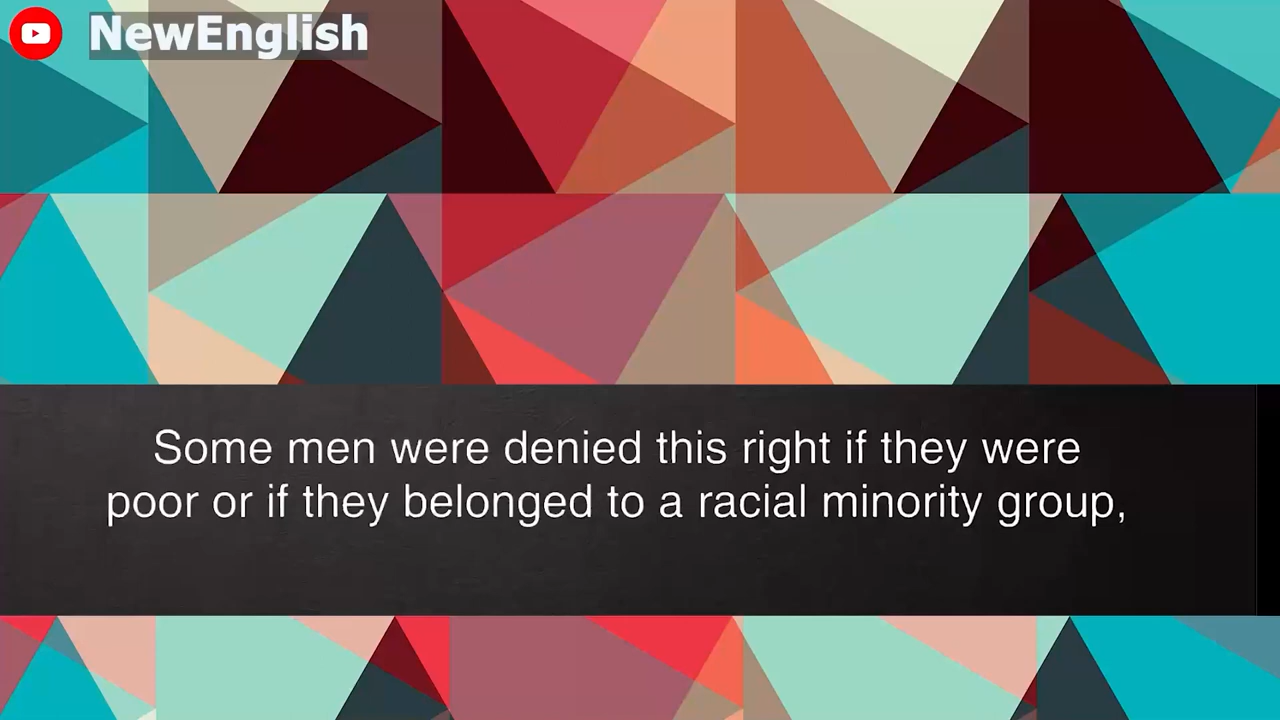 NewEnglish
Some men were denied this right if they were
poor or if they belonged to a racial minority group,